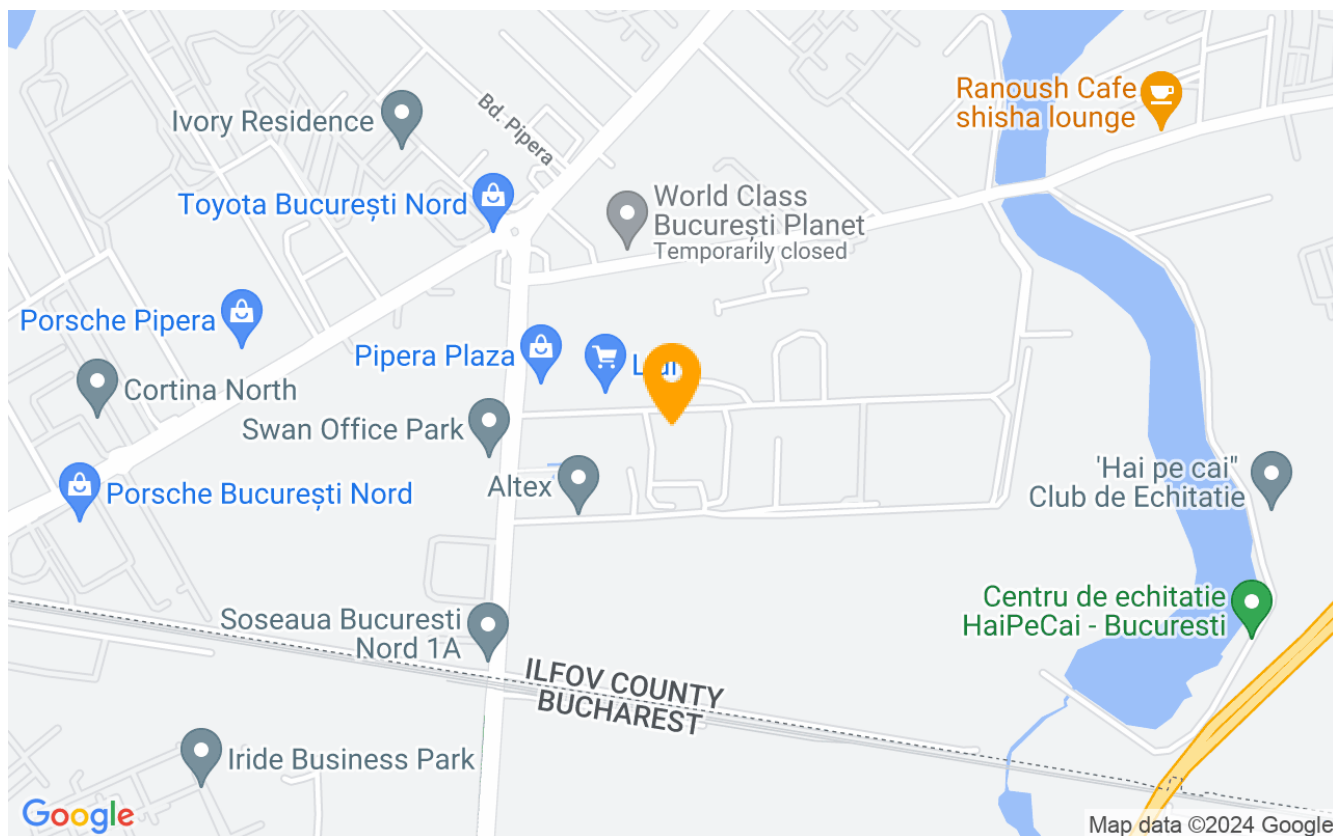 Ivory Residence
Bd. Pipera
Ranoush Cafe
shisha lounge
Toyota București Nord
World Class
București Planet
Temporarily closed
Porsche Pipera
Pipera Plaza
Cortina North
Swan Office Park
Altex
Porsche București Nord
'Hai pe cai"
Club de Echitatie
Centru de echitatie
HaiPeCai - Bucuresti
Soseaua Bucuresti
Nord 1A
ILFOV COUNTY
BUCHAREST
Iride Business Park
Google
Map data ©2024 Google